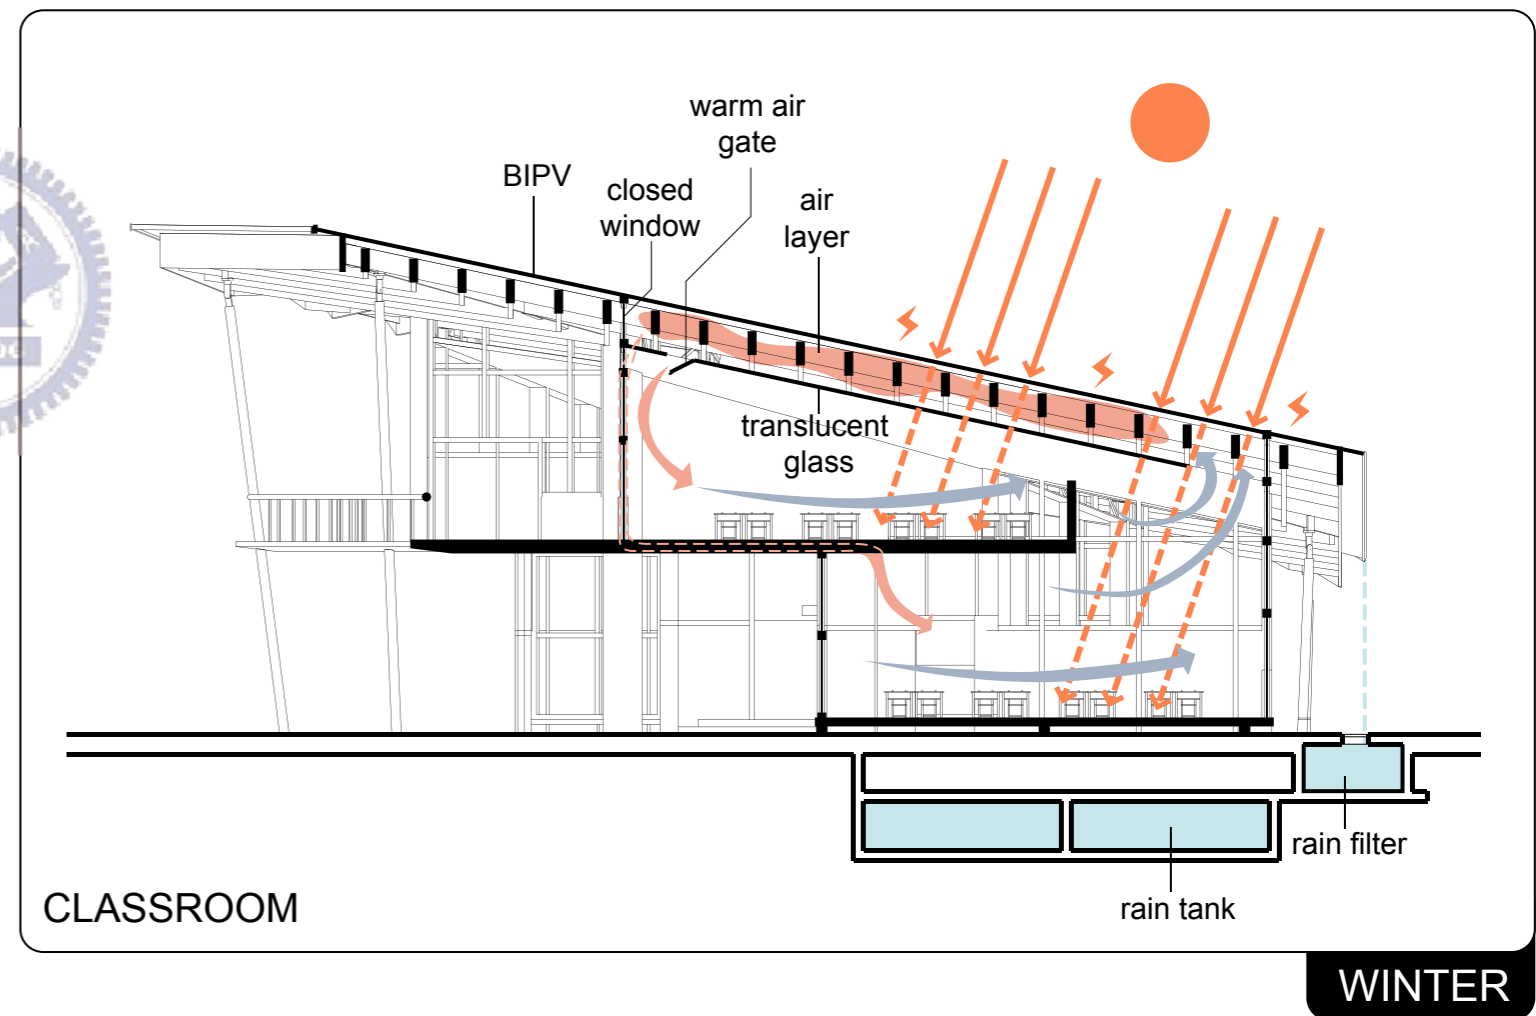 warm air
gate
BIPV
closed
window
air
layer
translucent
glass
rain filter
rain tank
CLASSROOM
WINTER